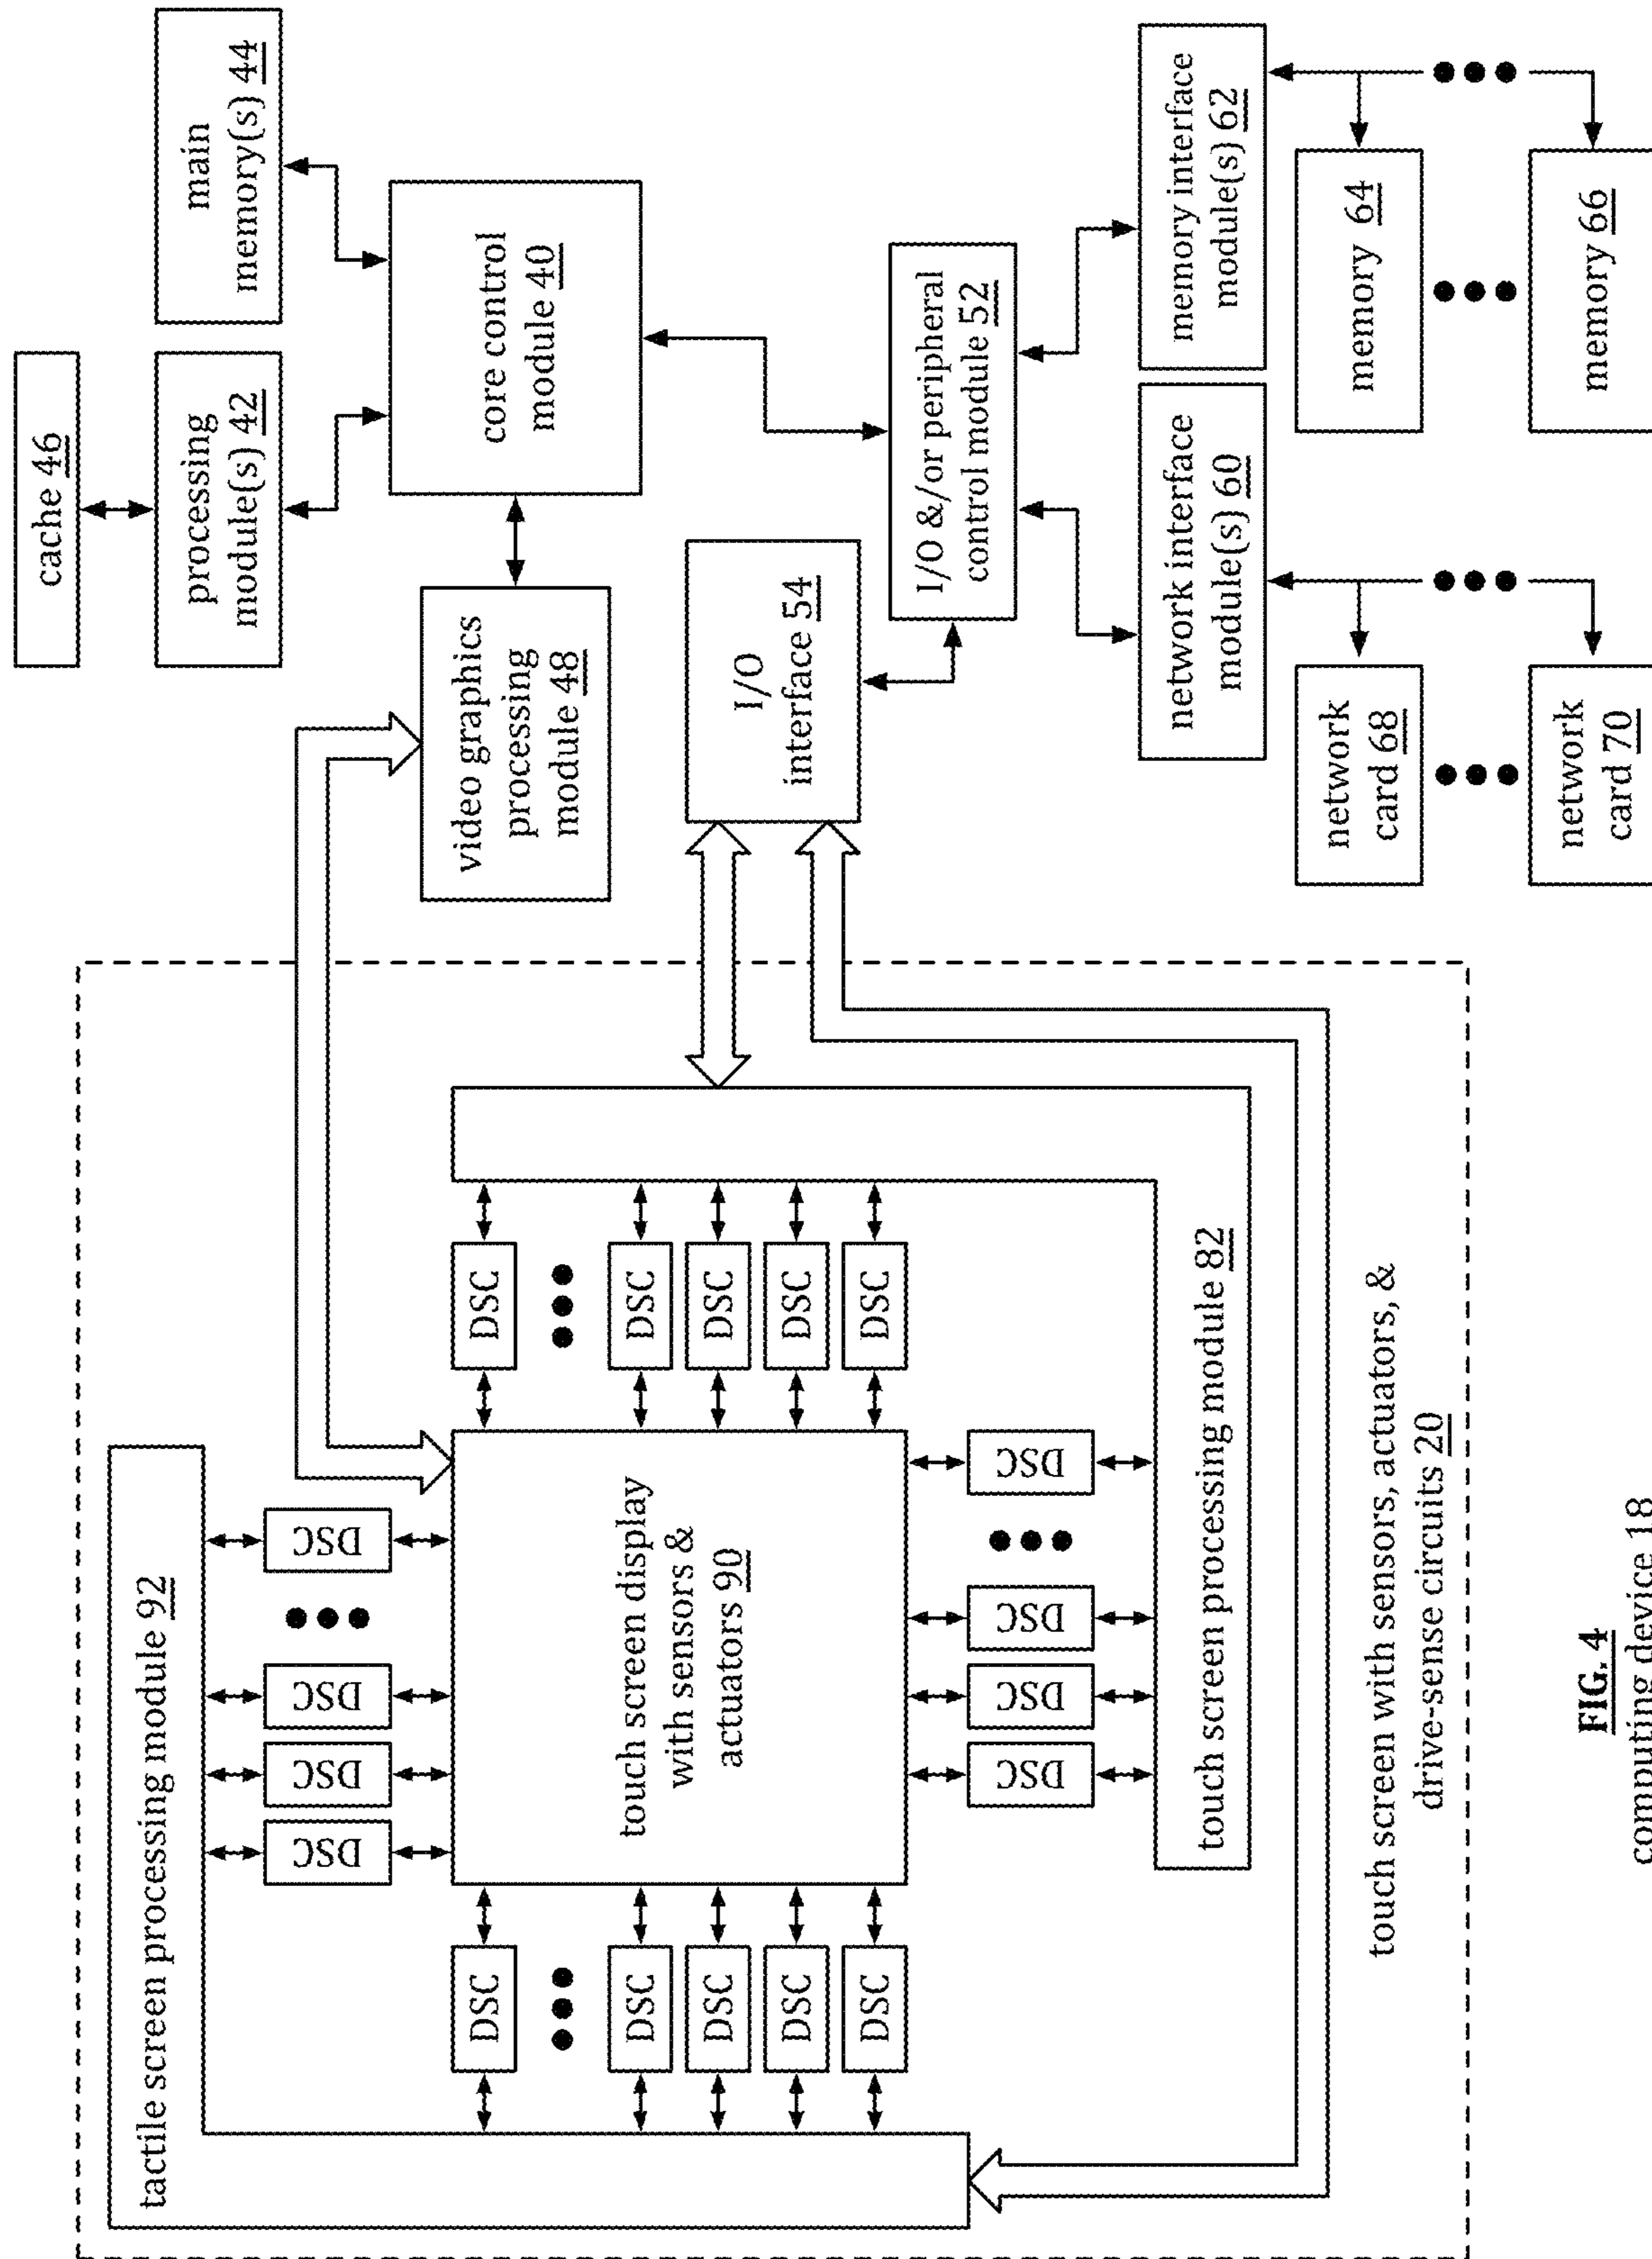 cache 46
processing
module(s) 42
main
memory(s) 44
core control
module 40
video graphics
processing
module 48
I/O
interface 54
I/O &/or peripheral
control module 52
network interface
module(s) 60
memory interface
module(s) 62
network
card 68
memory 64
network
card 70
memory 66
tactile screen processing module 92
DSC
DSC
DSC
DSC
DSC
DSC
DSC
DSC
DSC
touch screen display
with sensors &
actuators 90
DSC
DSC
DSC
DSC
DSC
DSC
DSC
DSC
DSC
touch screen processing module 82
touch screen with sensors, actuators, &
drive-sense circuits 20
FIG. 4
computing device 18